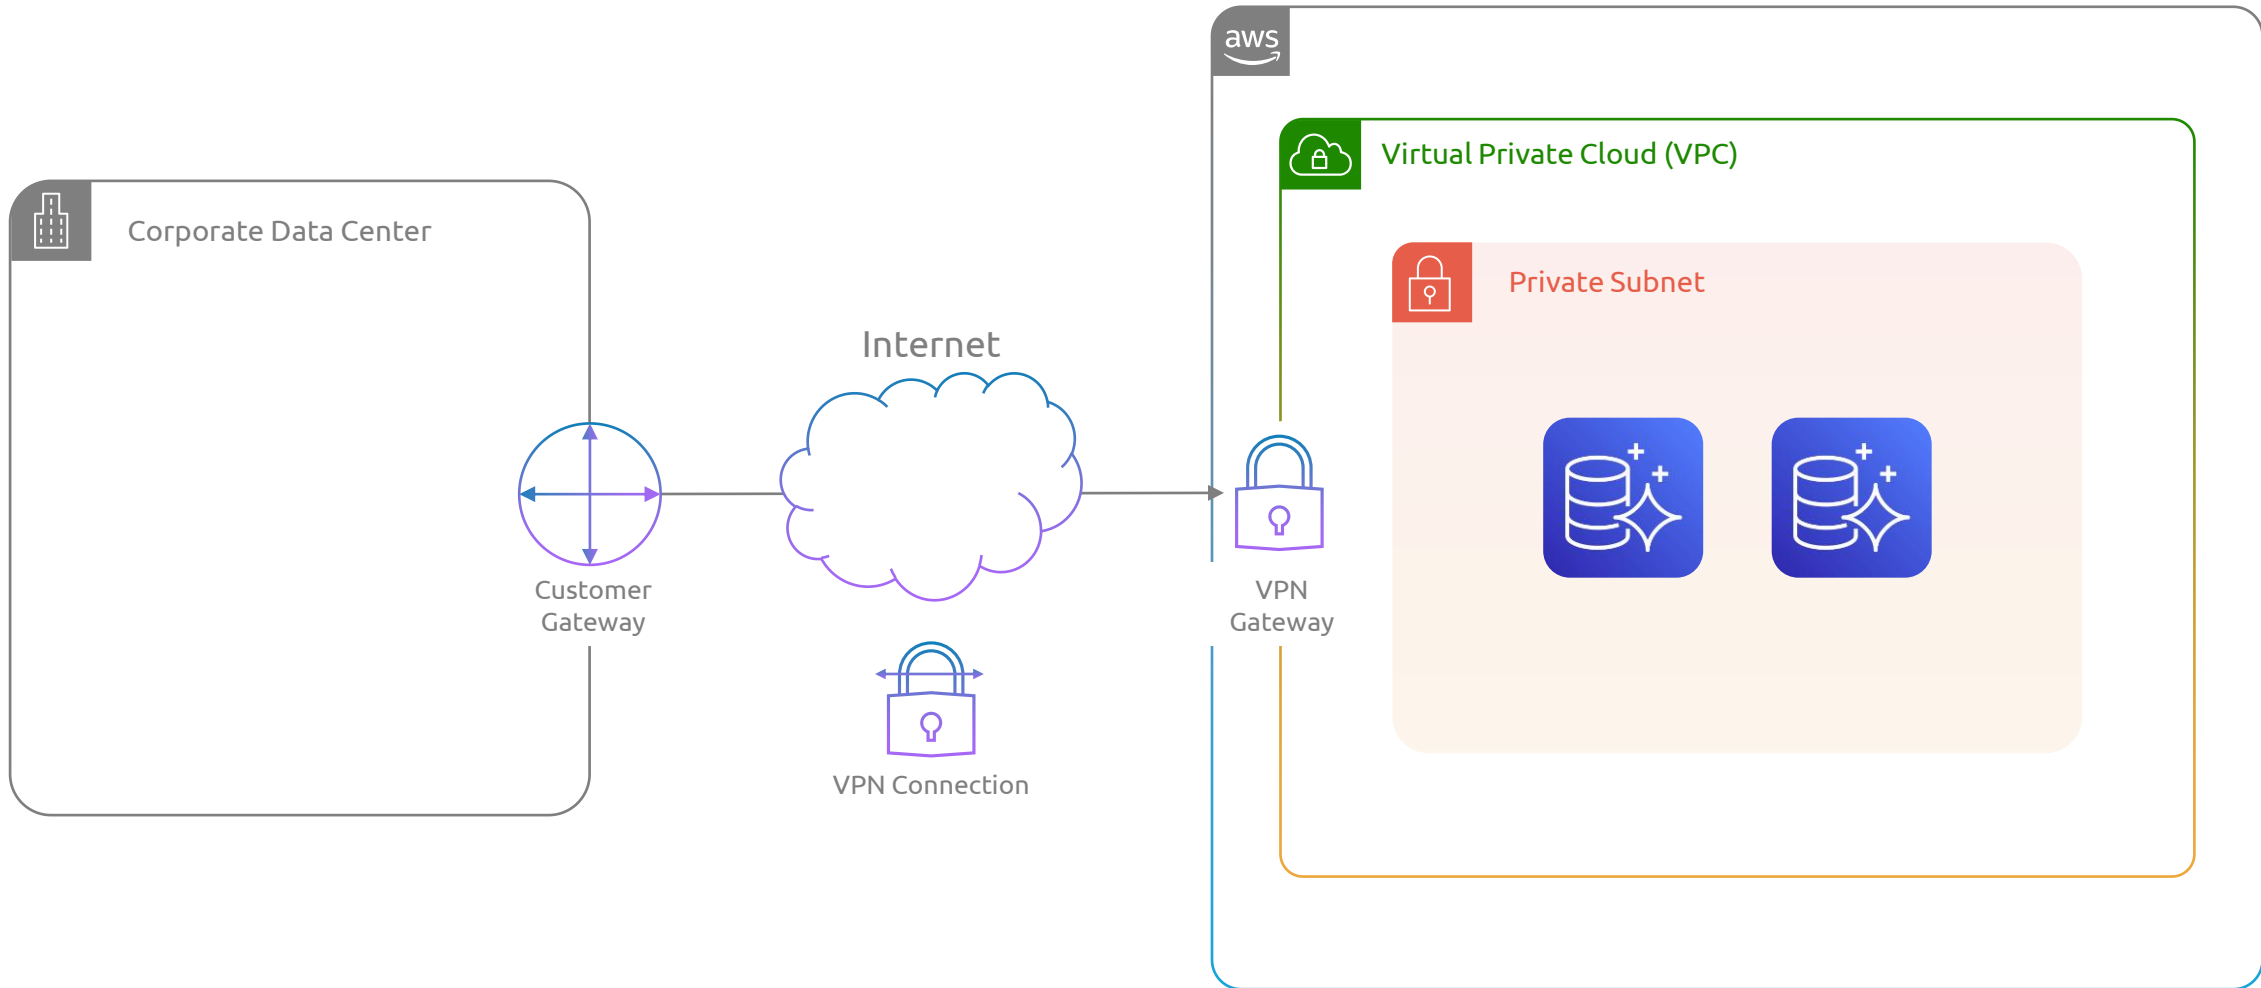 aws
Virtual Private Cloud (VPC)
Corporate Data Center
Private Subnet
Internet
Customer
Gateway
VPN
Gateway
VPN Connection